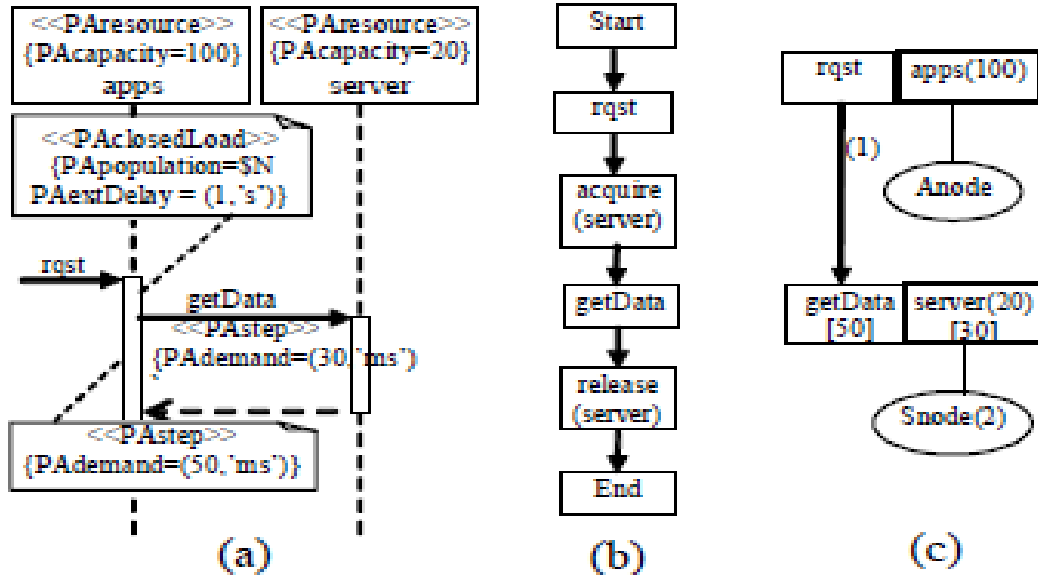 <<PAresource>>
{PAcapacity=100}
apps
<<PAresource>>
{PAcapacity=20}
server
<<PAclosedLoad>>
{PApopulation=$N
PAextDelay = (1,'s')}
rqst
getData
<<PAstep>>
{PAdemand=(30,'ms')
<<PAstep>>
{PAdemand=(50,'ms')}
(a)
Start
rqst
acquire
(server)
getData
release
(server)
End
(b)
rqst
apps(100)
(1)
Anode
getData
[50]
server(20)
[30]
Snode(2)
(c)